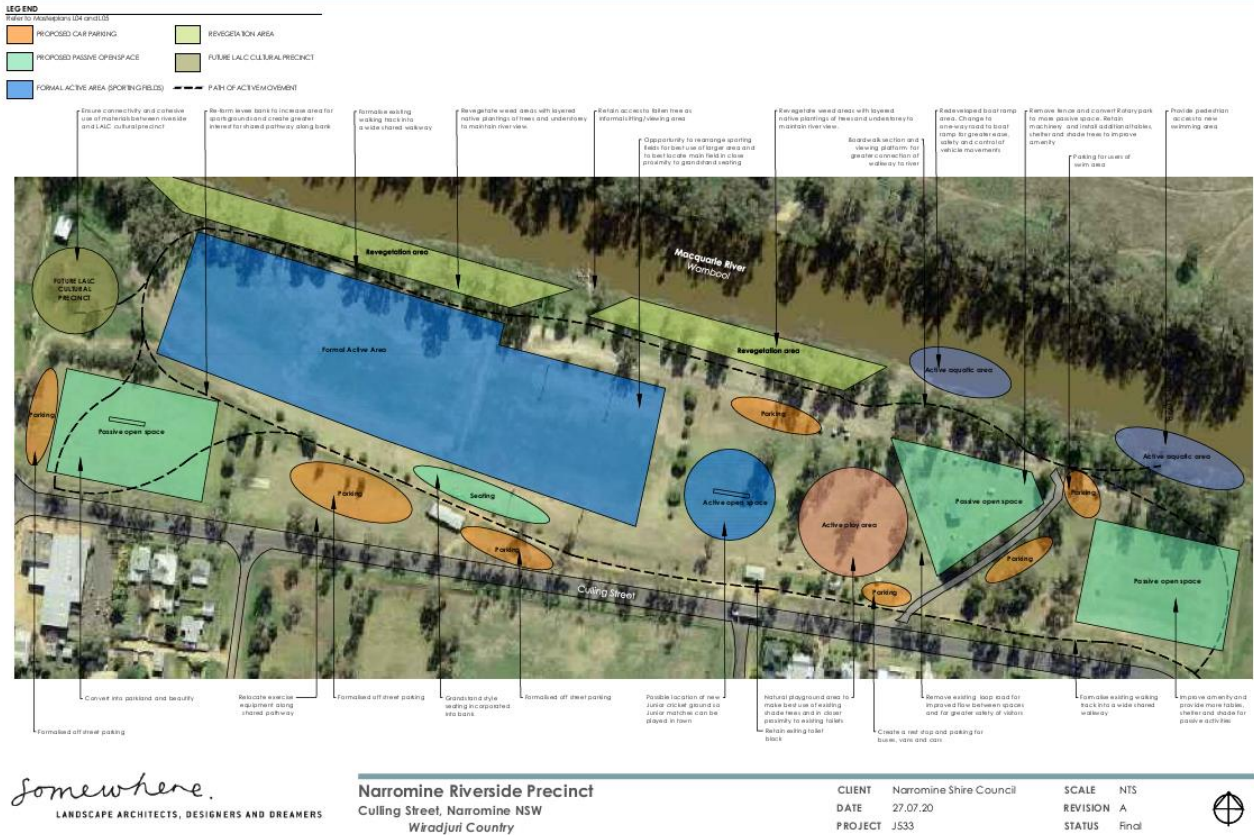 LEGEND
Refer to Masterplans L04 and L05
PROPOSED CAR PARKING
REVEGETATION AREA
PROPOSED PASSIVE OPEN SPACE
FUTURE LALC CULTURAL PRECINCT
FORMAL ACTIVE AREA (SPORTING FIELDS)
PATH OF ACTIVE MOVEMENT
Ensure connectivity and cohesive
use of materials between riverside
and LALC cultural precinct
Re-form levee bank to increase area for
sportsground and create greater
interest for shared pathway along bank
Formalise existing
walking track into
a wide shared walkway
Revegetate weed areas with layered
native plantings of trees and understorey
to maintain river view.
Retain access to fallen tree as
informal sitting/viewing area
Opportunity to rearrange sporting
fields for best use of larger area and
to best locate main field in close
proximity to grandstand seating
Revegetate weed areas with layered
native plantings of trees and understorey to
maintain river view.
Boardwalk section and
viewing platform for
greater connection of
walkway to river
Redeveloped boat ramp
area. Change to
one-way road to boat
ramp for greater ease,
safety and control of
vehicle movements
Remove fence and convert Rotary park
to more passive space. Retain
machinery and install additional tables,
shelter and shade trees to improve
amenity
Parking for users of
swim area
Provide pedestrian
access to new
swimming area
Macquarie River
Wambool
Revegetation area
FUTURE LALC
CULTURAL
PRECINCT
Formal Active Area
Revegetation area
Active aquatic area
Parking
Parking
Passive open space
Active aquatic area
Parking
Seating
Active open space
Active play area
Passive open space
Parking
Parking
Parking
Passive open space
Culling Street
Parking
Convert into parkland and beautify
Relocate exercise
equipment along
shared pathway
Formalised off street parking
Grandstand style
seating incorporated
into bank.
Formalised off street parking
Possible location of new
Junior cricket ground so
Junior matches can be
played in town
Natural playground area to
make best use of existing
shade trees and in closer
proximity to existing toilets
Remove existing loop road for
improved flow between spaces
and for greater safety of visitors
Formalise existing walking
track into a wide shared
walkway
Improve amenity and
provide more tables,
shelter and shade for
passive activities
Formalised off street parking
Retain exiting toilet
block
Create a rest stop and parking for
buses, vans and cars
somewhere.
LANDSCAPE ARCHITECTS, DESIGNERS AND DREAMERS
Narromine Riverside Precinct
Culling Street, Narromine NSW
Wiradjuri Country
CLIENT Narromine Shire Council
DATE 27.07.20
PROJECT J533
SCALE NTS
REVISION A
STATUS Final